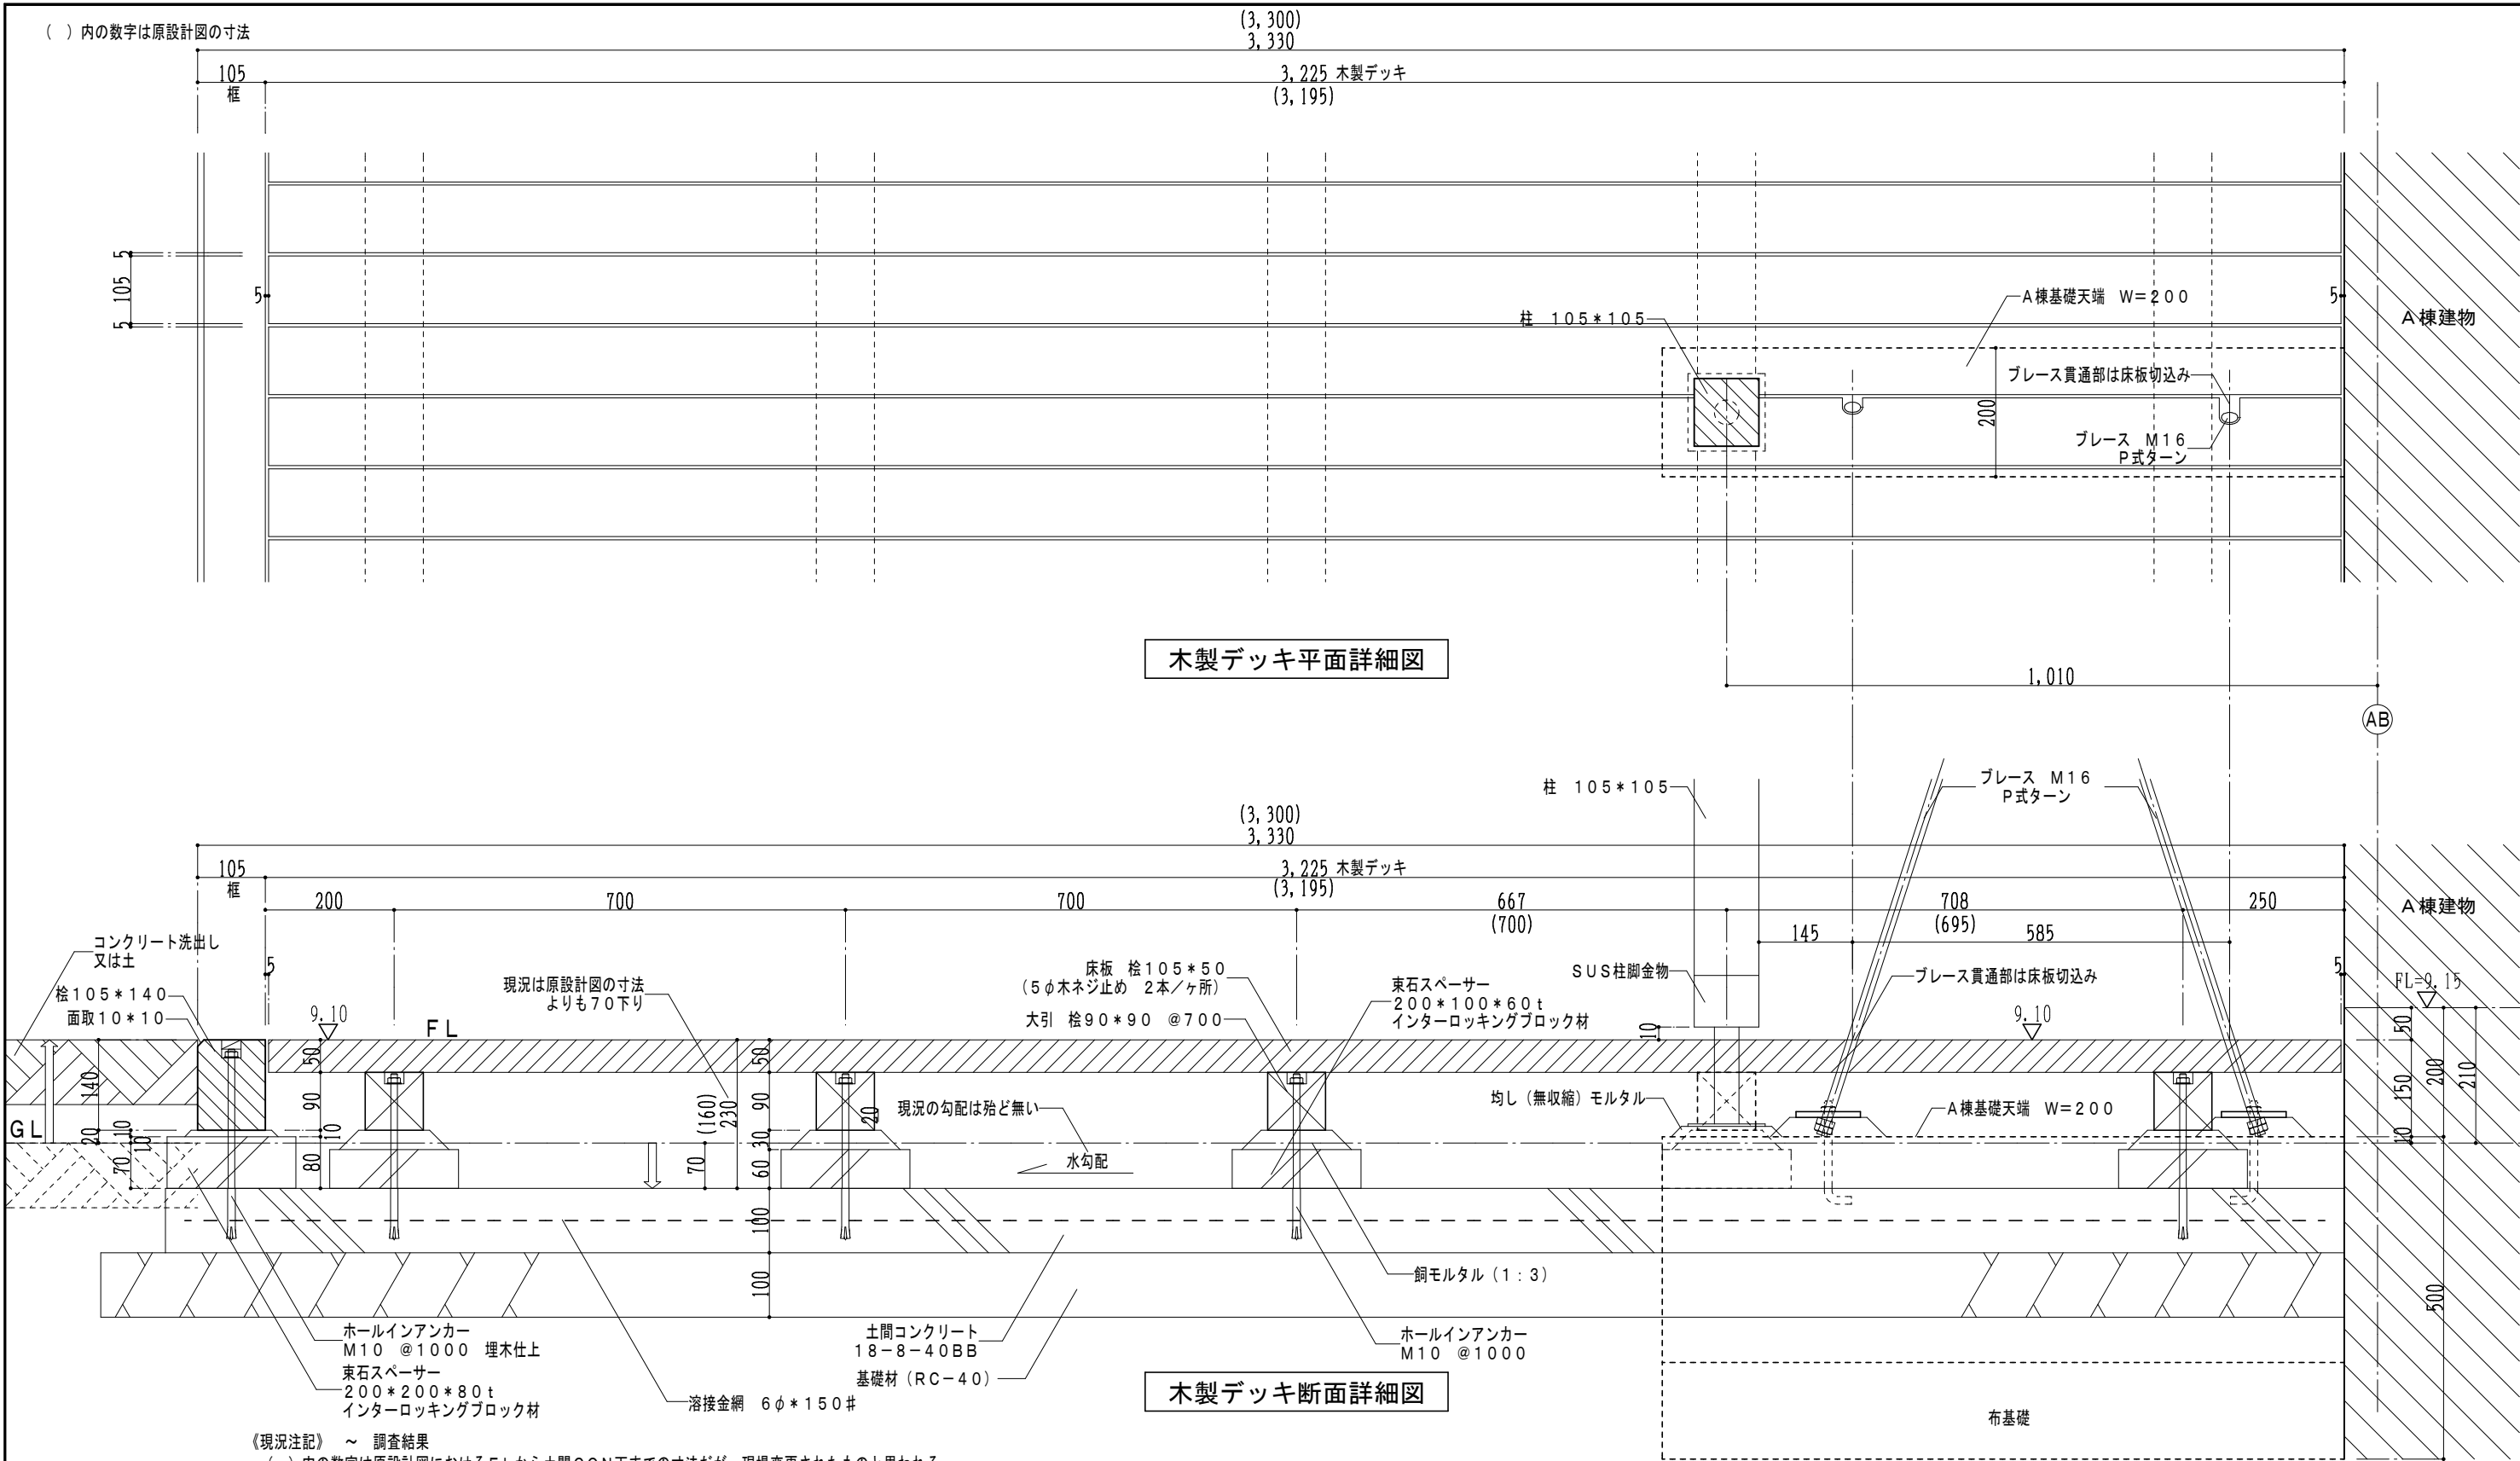 （　）内の数字は原設計図の寸法
(3,300)
3,330
105
框
3,225 木製デッキ
(3,195)
5
105
5
5
柱　１０５＊１０５
Ａ棟基礎天端　Ｗ＝２００
5
Ａ棟建物
ブレース貫通部は床板切込み
200
ブレース　Ｍ１６
Ｐ式ターン
木製デッキ平面詳細図
1,010
AB
柱　１０５＊１０５
ブレース　Ｍ１６
Ｐ式ターン
(3,300)
3,330
105
框
3,225 木製デッキ
(3,195)
200
700
700
667
(700)
708
(695)
250
145
585
Ａ棟建物
コンクリート洗出し
又は土
5
桧１０５＊１４０
面取１０＊１０
現況は原設計図の寸法
よりも７０下り
床板　桧１０５＊５０
（５φ木ネジ止め　２本／ヶ所）
大引　桧９０＊９０　＠７００
束石スペーサー
２００＊１００＊６０ｔ
インターロッキングブロック材
ＳＵＳ柱脚金物
ブレース貫通部は床板切込み
5
FL=9.15
9.10
ＦＬ
9.10
10
50
50
50
140
90
90
20
(160)
230
現況の勾配は殆ど無い
均し（無収縮）モルタル
Ａ棟基礎天端　Ｗ＝２００
150
200
210
ＧＬ
20
10
10
10
30
10
70
80
70
60
水勾配
100
100
500
飼モルタル（１：３）
ホールインアンカー
Ｍ１０　＠１０００　埋木仕上
土間コンクリート
１８－８－４０ＢＢ
ホールインアンカー
Ｍ１０　＠１０００
束石スペーサー
２００＊２００＊８０ｔ
インターロッキングブロック材
基礎材（ＲＣ－４０）
溶接金網　６φ＊１５０＃
木製デッキ断面詳細図
布基礎
《現況注記》　～　調査結果